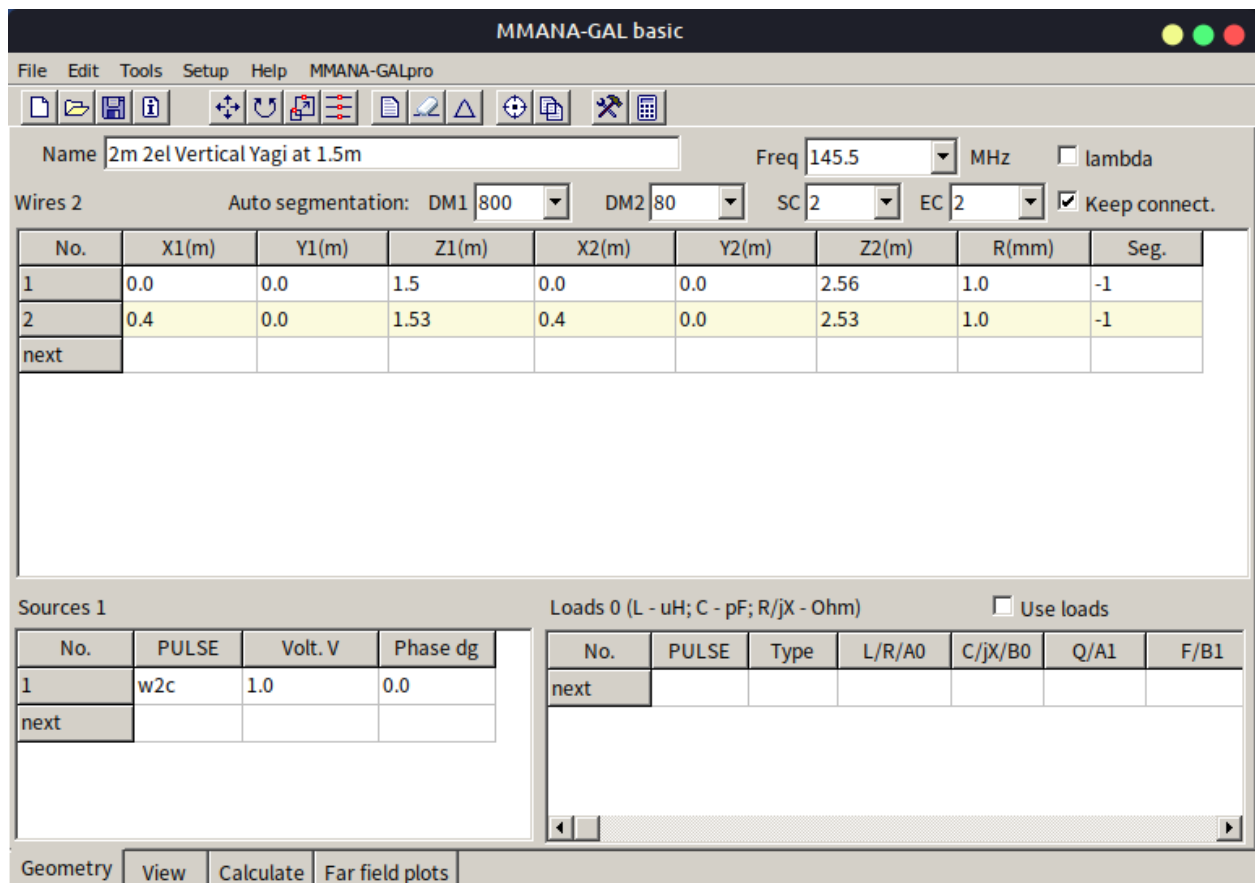 MMANA-GAL basic
File Edit Tools Setup Help MMANA-GALpro
Name 2m 2el Vertical Yagi at 1.5m Freq 145.5 MHz lambda
Wires 2 Auto segmentation: DM1 800 DM2 80 SC 2 EC 2 Keep connect.
No. X1(m) Y1(m) Z1(m) X2(m) Y2(m) Z2(m) R(mm) Seg.
1 0.0 0.0 1.5 0.0 0.0 2.56 1.0 -1
2 0.4 0.0 1.53 0.4 0.0 2.53 1.0 -1
next
Sources 1
No. PULSE Volt. V Phase dg
1 w2c 1.0 0.0
next
Loads 0 (L - uH; C - pF; R/jX - Ohm) Use loads
No. PULSE Type L/R/A0 C/jX/B0 Q/A1 F/B1
next
Geometry View Calculate Far field plots